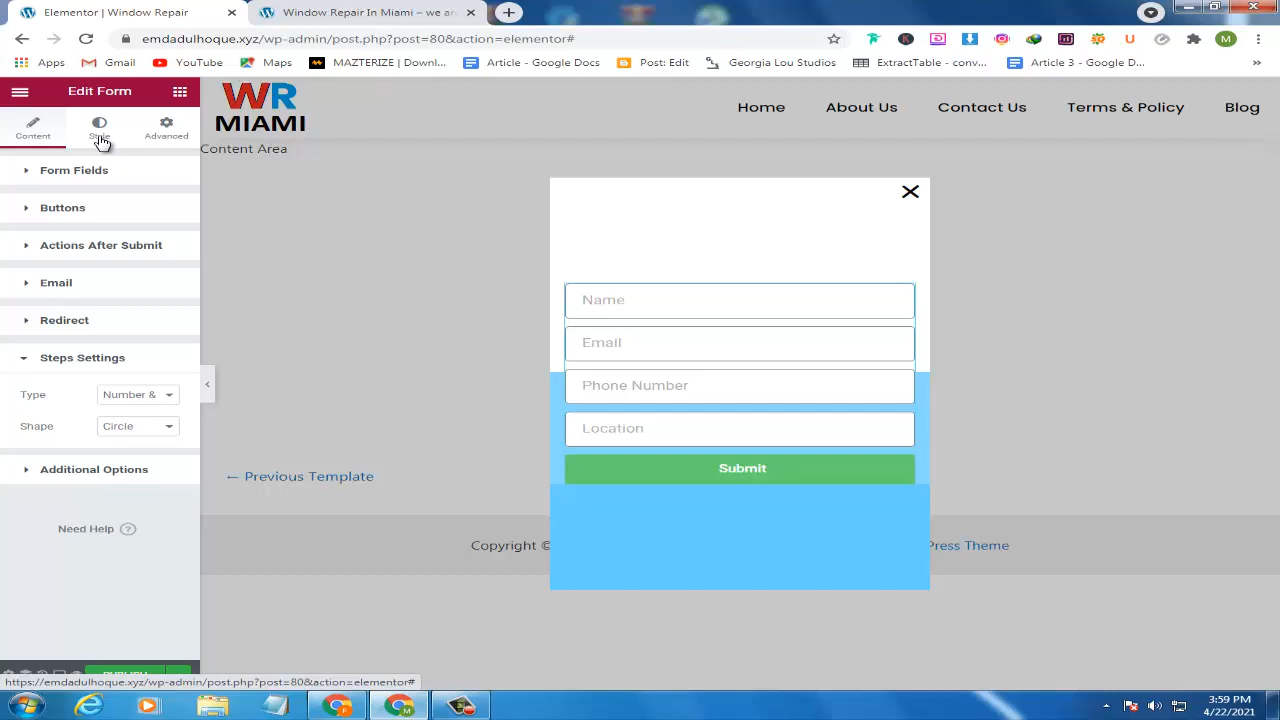 Elementor | Window Repair
Window Repair In Miami – we ar
emdadulhoque.xyz/wp-admin/post.php?post=80&action=elementor#
M
Apps
Gmail
YouTube
Maps
MAZTERIZE | Downl...
Article - Google Docs
Post Edit
Georgia Lou Studios
ExtractTable - conv...
Article 3 - Google D...
»
Edit Form
Content
Style
Advanced
Form Fields
Buttons
Actions After Submit
Email
Redirect
Steps Settings
Type
Number &
Shape
Circle
Additional Options
Need Help ?
WR
MIAMI
Home
About Us
Contact Us
Terms & Policy
Blog
Content Area
Name
Email
Phone Number
Location
Submit
← Previous Template
Copyright ©
Press Theme
https://emdadulhoque.xyz/wp-admin/post.php?post=80&action=elementor#
3:59 PM
4/22/2021